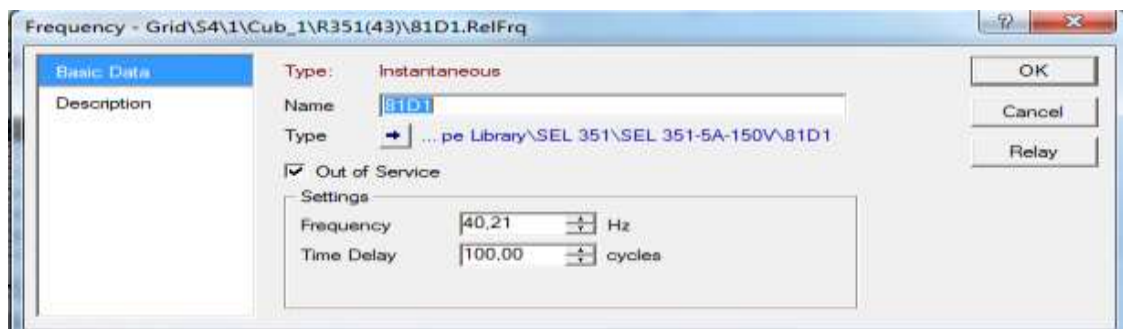 Frequency - Grid\S4\1\Cub_1\R351(43)\81D1.RelFrq
Basic Data
Description
Type: Instantaneous
Name 81D1
Type ... pe Library\SEL 351\SEL 351-5A-150V\81D1
Out of Service
Settings
Frequency 40,21 Hz
Time Delay 100,00 cycles
OK
Cancel
Relay